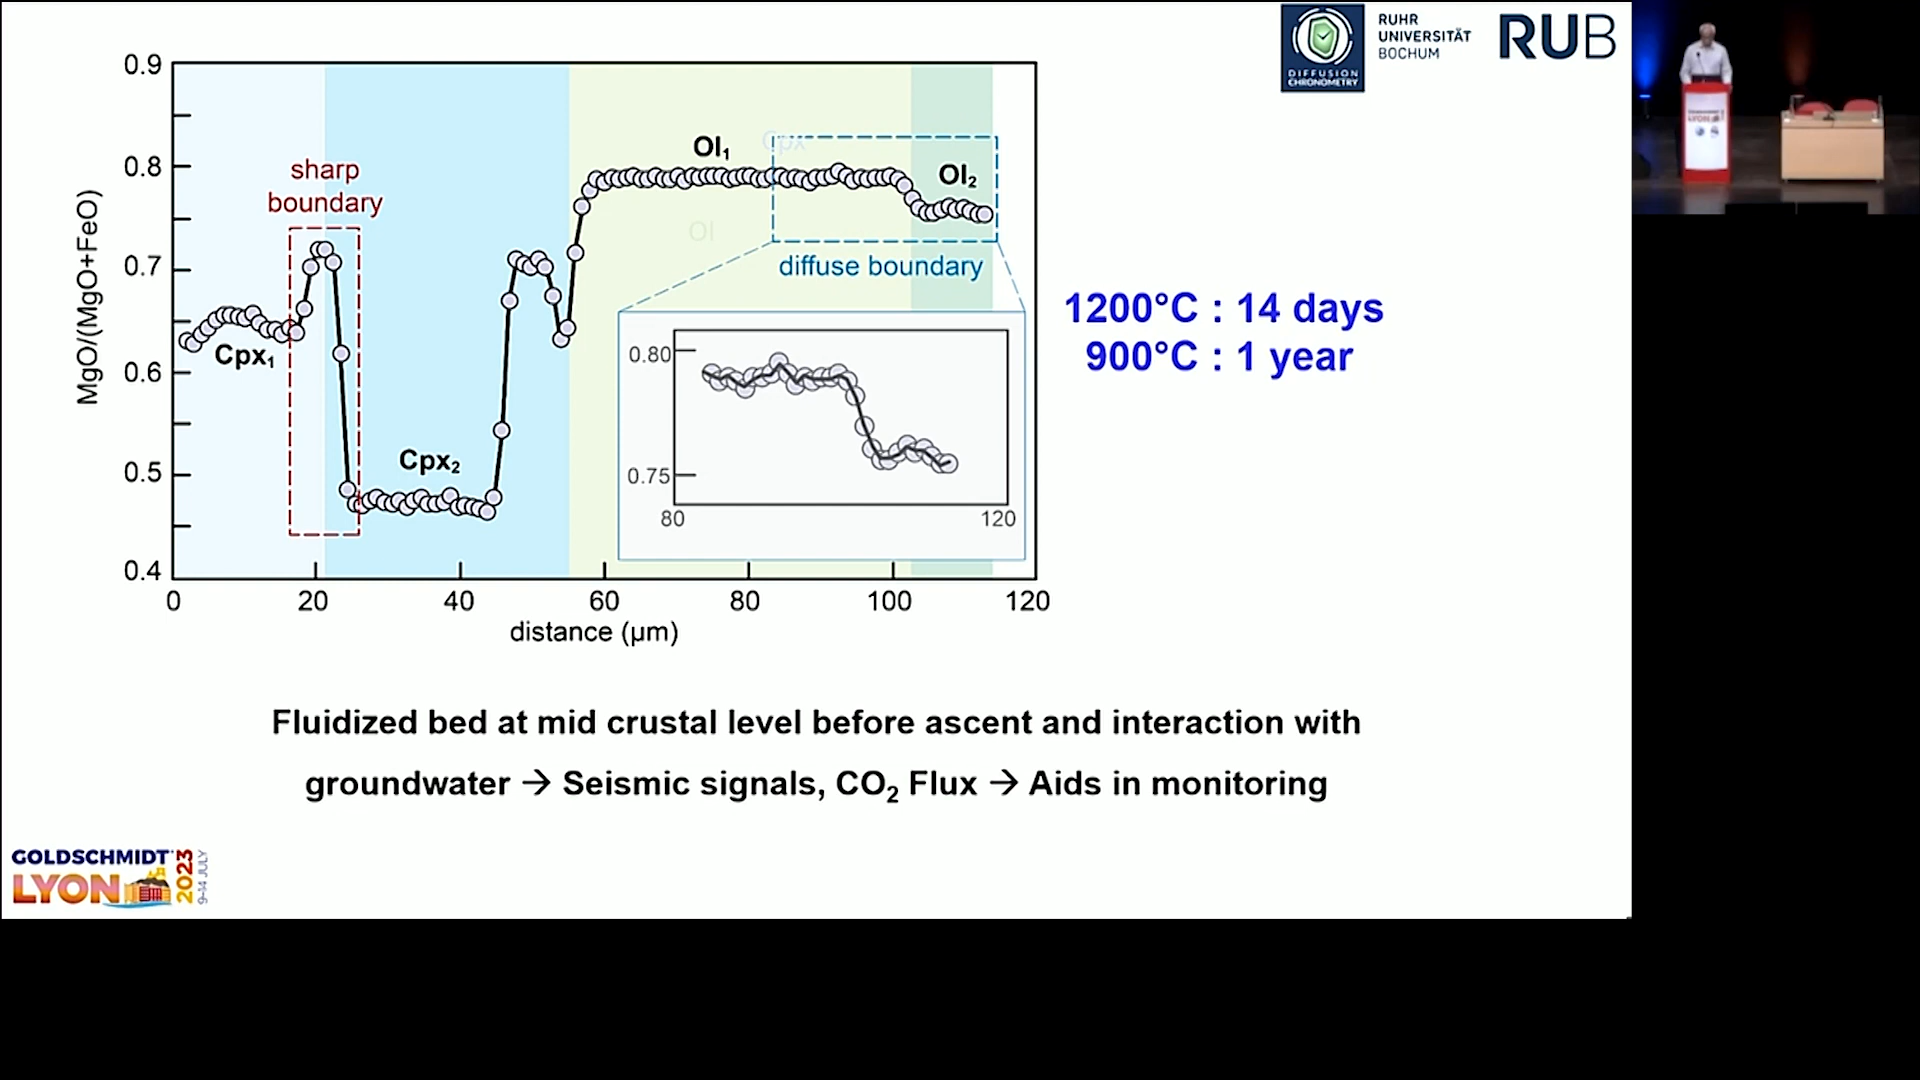 RUHR
UNIVERSITÄT
BOCHUM
RUB
DIFFUSION
CHRONOMETRY
MgO/(MgO+FeO)
0.9
0.8
0.7
0.6
0.5
0.4
0
20
40
60
80
100
120
distance (µm)
sharp
boundary
Cpx₁
Cpx₂
Ol₁
Cpx
Ol₂
Ol
diffuse boundary
0.80
0.75
80
120
1200°C : 14 days
900°C : 1 year
Fluidized bed at mid crustal level before ascent and interaction with
groundwater → Seismic signals, CO₂ Flux → Aids in monitoring
GOLDSCHMIDT
LYON
2023
9-14 JULY
LYON